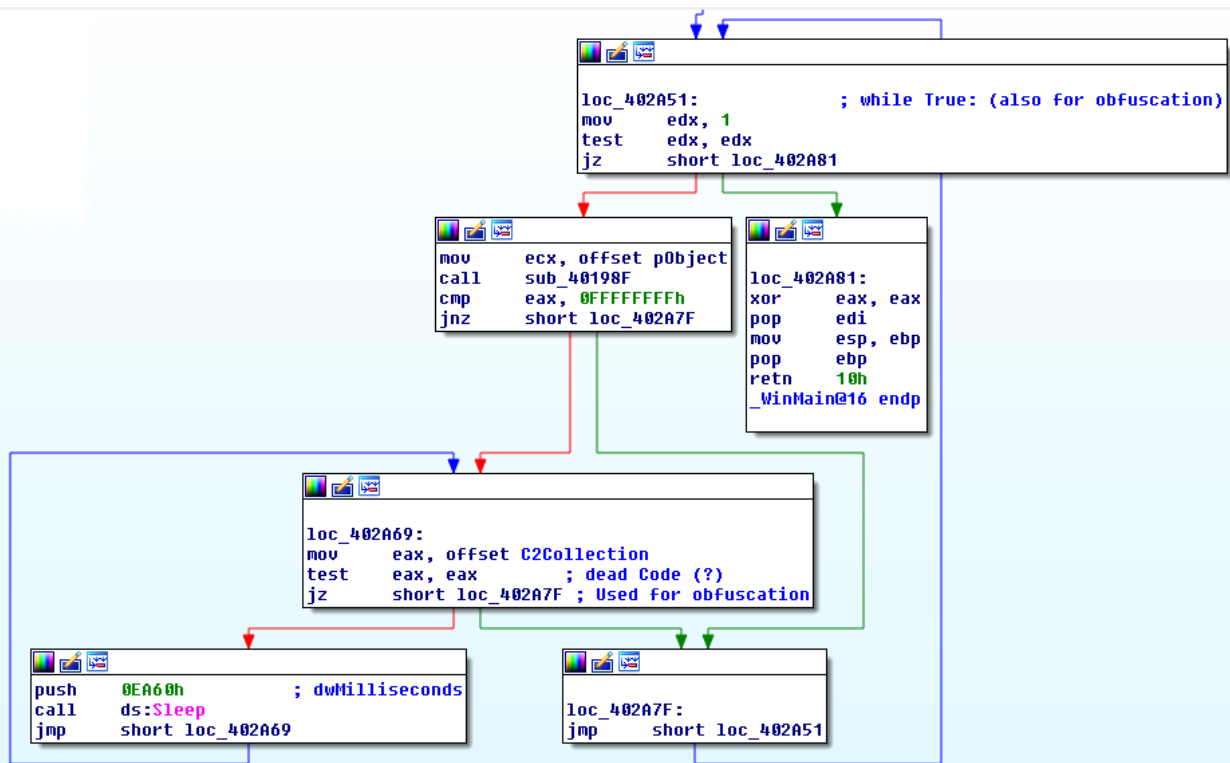 loc_402A51: ; while True: (also for obfuscation)
mov edx, 1
test edx, edx
jz short loc_402A81
mov ecx, offset pObject
call sub_40198F
cmp eax, 0FFFFFFFFh
jnz short loc_402A7F
loc_402A81:
xor eax, eax
pop edi
mov esp, ebp
pop ebp
retn 10h
_WinMain@16 endp
loc_402A69:
mov eax, offset C2Collection
test eax, eax ; dead Code (?)
jz short loc_402A7F ; Used for obfuscation
push 0EA60h ; dwMilliseconds
call ds:Sleep
jmp short loc_402A69
loc_402A7F:
jmp short loc_402A51